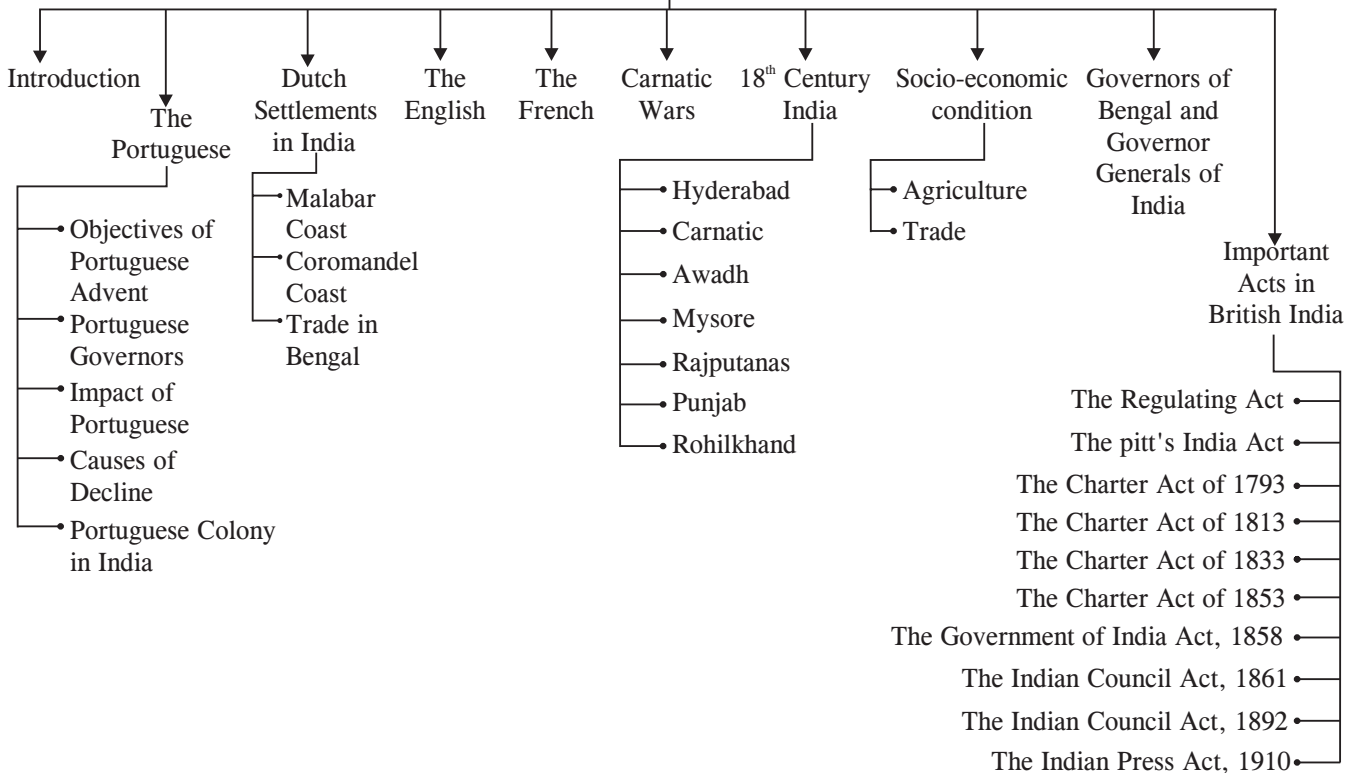 Introduction
The
Portuguese
Objectives of
Portuguese
Advent
Portuguese
Governors
Impact of
Portuguese
Causes of
Decline
Portuguese Colony
in India
Dutch
Settlements
in India
Malabar
Coast
Coromandel
Coast
Trade in
Bengal
The
English
The
French
Carnatic
Wars
18th Century
India
Hyderabad
Carnatic
Awadh
Mysore
Rajputanas
Punjab
Rohilkhand
Socio-economic
condition
Agriculture
Trade
Governors of
Bengal and
Governor
Generals of
India
Important
Acts in
British India
The Regulating Act
The pitt's India Act
The Charter Act of 1793
The Charter Act of 1813
The Charter Act of 1833
The Charter Act of 1853
The Government of India Act, 1858
The Indian Council Act, 1861
The Indian Council Act, 1892
The Indian Press Act, 1910